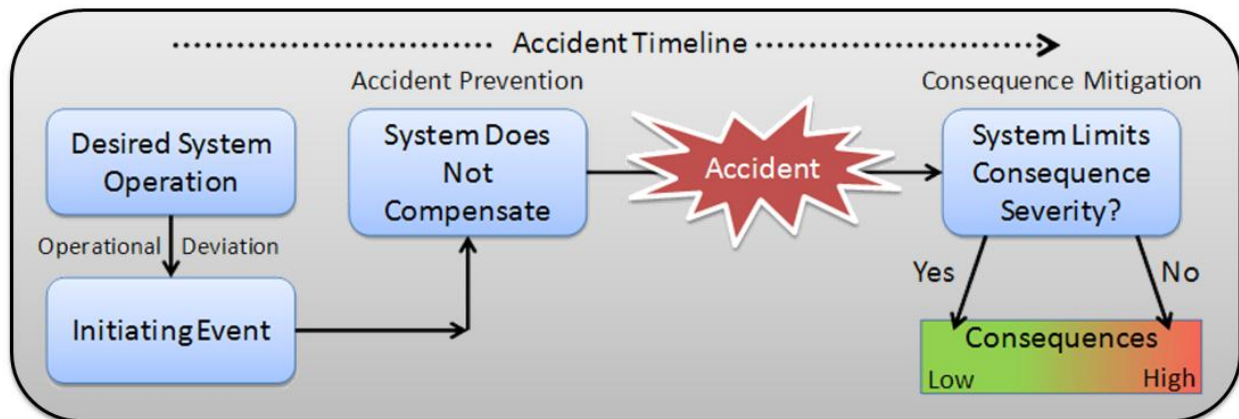 Accident Timeline
Accident Prevention
Consequence Mitigation
Desired System
Operation
System Does
Not
Compensate
Accident
System Limits
Consequence
Severity?
Operational Deviation
Yes
No
Initiating Event
Consequences
Low
High